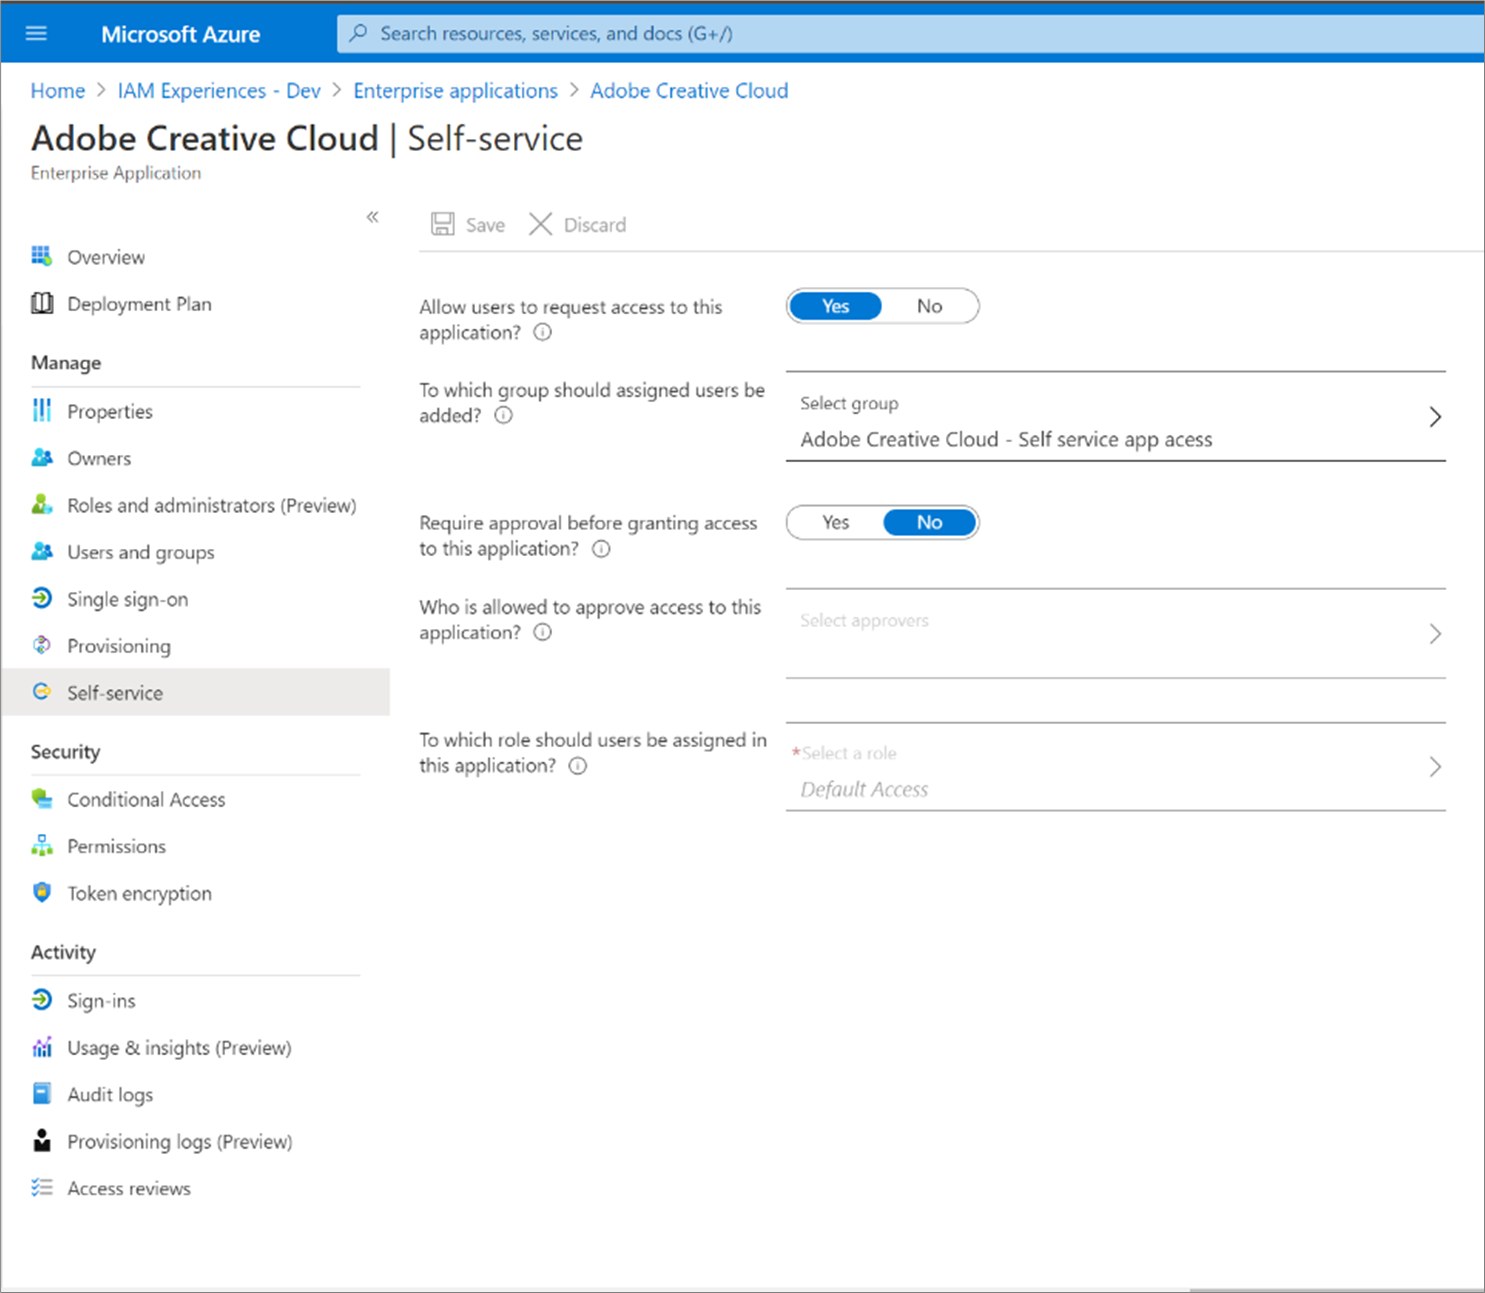 Microsoft Azure
Search resources, services, and docs (G+/)
Home > IAM Experiences - Dev > Enterprise applications > Adobe Creative Cloud
Adobe Creative Cloud | Self-service
Enterprise Application
«
Overview
Deployment Plan
Manage
Properties
Owners
Roles and administrators (Preview)
Users and groups
Single sign-on
Provisioning
Self-service
Security
Conditional Access
Permissions
Token encryption
Activity
Sign-ins
Usage & insights (Preview)
Audit logs
Provisioning logs (Preview)
Access reviews
Save Discard
Allow users to request access to this
application?
Yes No
To which group should assigned users be
added?
Select group
Adobe Creative Cloud - Self service app acess
Require approval before granting access
to this application?
Yes No
Who is allowed to approve access to this
application?
Select approvers
To which role should users be assigned in
this application?
*Select a role
Default Access